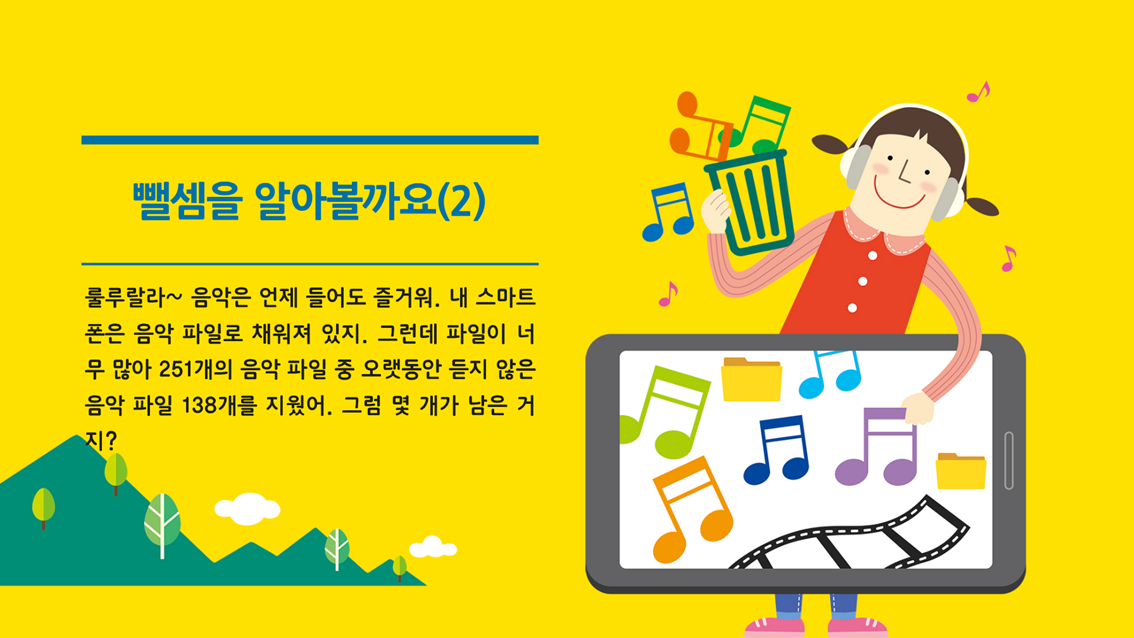 뺄셈을 알아볼까요(2)
룰루랄라~ 음악은 언제 들어도 즐거워. 내 스마트
폰은 음악 파일로 채워져 있지. 그런데 파일이 너
무 많아 251개의 음악 파일 중 오랫동안 듣지 않은
음악 파일 138개를 지웠어. 그럼 몇 개가 남은 거
지?